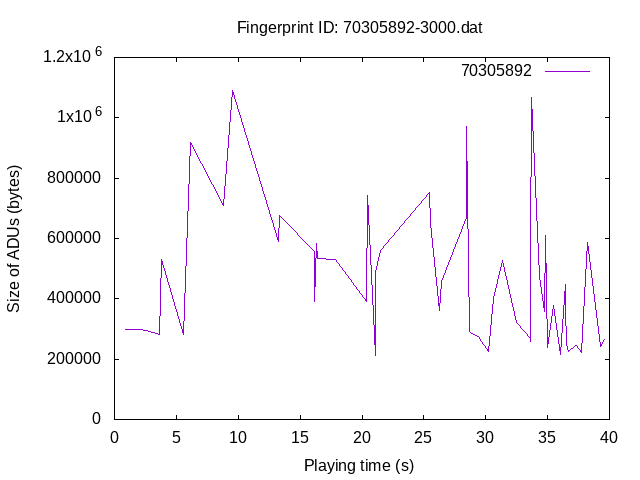 Fingerprint ID: 70305892-3000.dat
1.2x10^6
70305892
1x10^6
800000
600000
400000
200000
0
Size of ADUs (bytes)
0 5 10 15 20 25 30 35 40
Playing time (s)